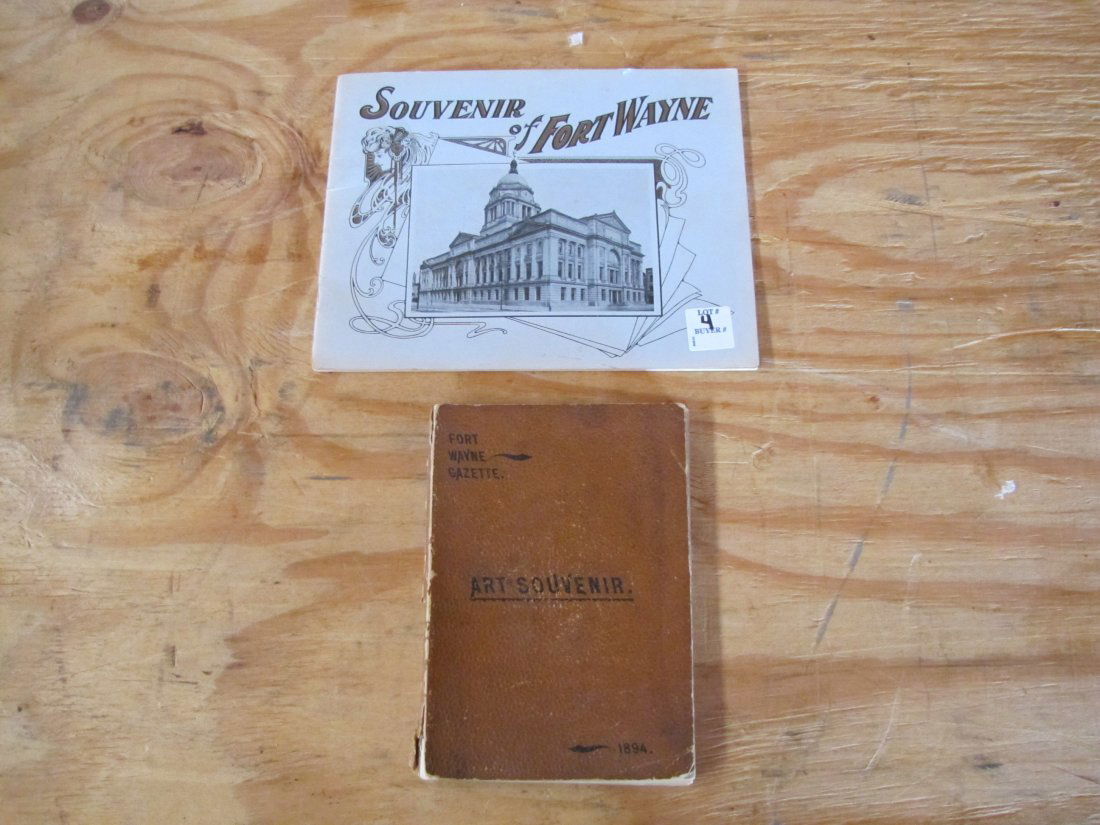 SOUVENIR
of FORT WAYNE
LOT #
4
BUYER #
FORT
WAYNE
GAZETTE.
ART SOUVENIR.
1894.